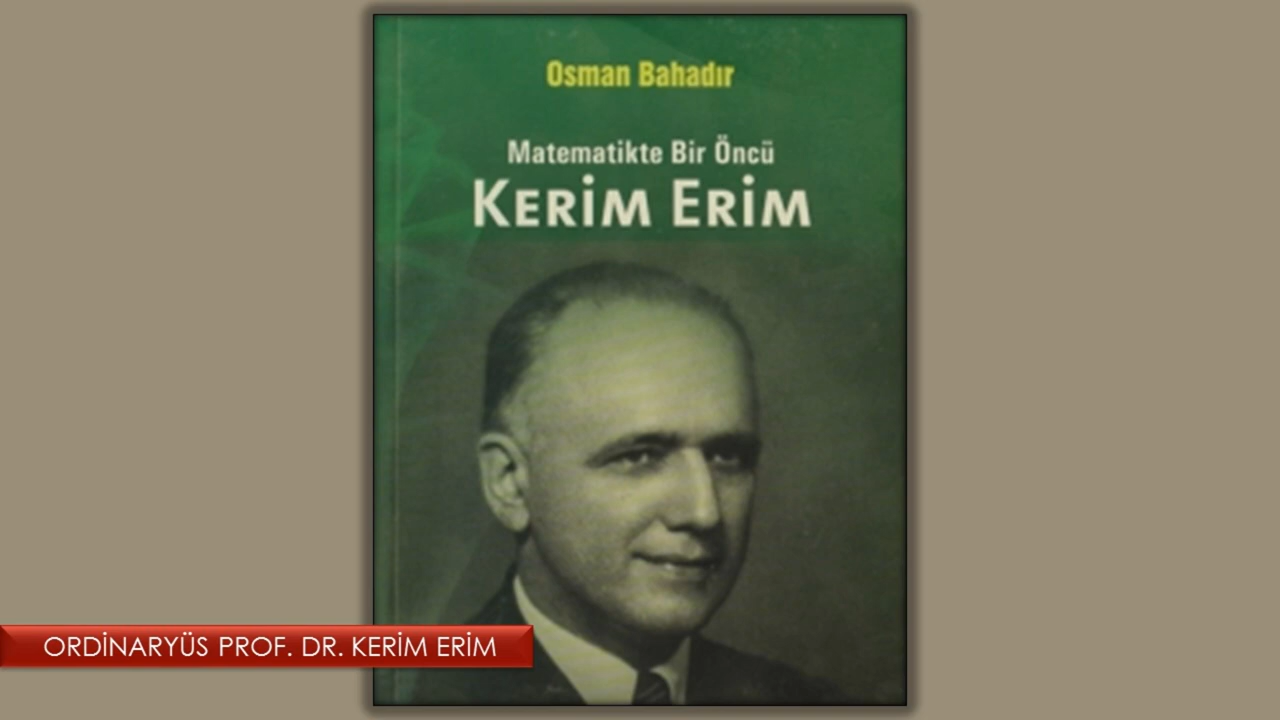 Osman Bahadır
Matematikte Bir Öncü
KERİM ERİM
ORDİNARYÜS PROF. DR. KERİM ERİM